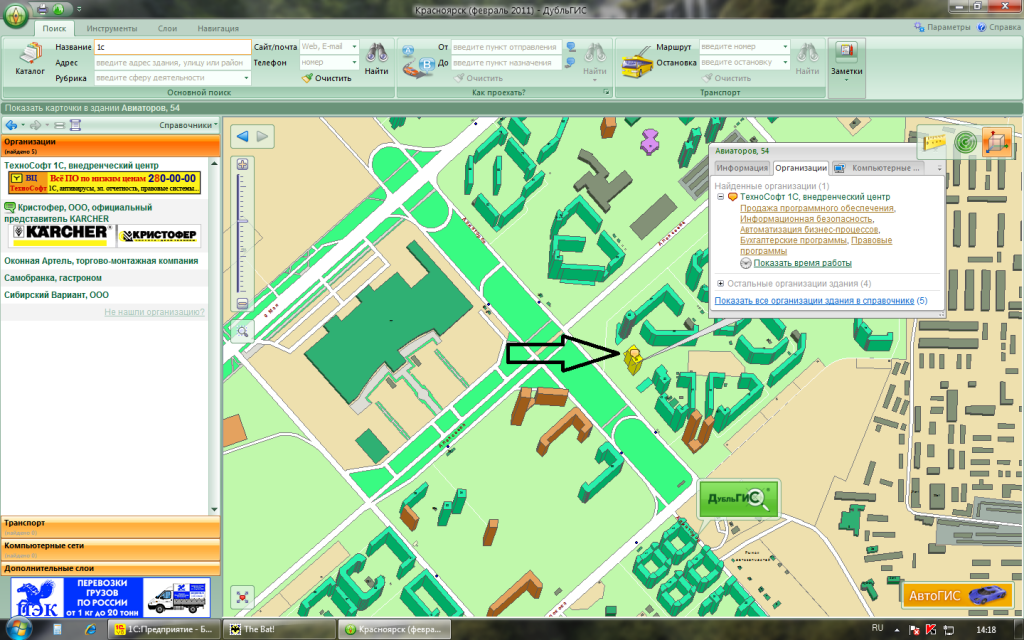 Красноярск (февраль 2011) - ДубльГИС
Поиск
Инструменты
Слои
Навигация
Параметры
Справка
Каталог
Название
1с
Сайт/почта
Web, E-mail
Адрес
введите адрес здания, улицу или район
Телефон
номер
Рубрика
введите сферу деятельности
Очистить
Найти
Основной поиск
От
введите пункт отправления
До
введите пункт назначения
Очистить
Найти
Как проехать?
Маршрут
введите номер
Остановка
введите остановку
Очистить
Найти
Транспорт
Заметки
Показать карточки в здании Авиаторов, 54
Справочники
Организации
(найдено 5)
ТехноСофт 1С, внедренческий центр
ВЦ
ТехноСофт
Всё ПО по низким ценам 280-00-00
1С, антивирусы, эл. отчетность, правовые системы...
Кристофер, ООО, официальный
представитель KARCHER
KÄRCHER
КРИСТОФЕР
Оконная Артель, торгово-монтажная компания
Самобранка, гастроном
Сибирский Вариант, ООО
Не нашли организацию?
Транспорт
Компьютерные сети
Дополнительные слои
ПЭК
ПЕРЕВОЗКИ
ГРУЗОВ
ПО РОССИИ
от 1 кг до 20 тонн
Авиаторов, 54
Информация
Организации
Компьютерные ...
Найденные организации (1)
ТехноСофт 1С, внедренческий центр
Продажа программного обеспечения,
Информационная безопасность,
Автоматизация бизнес-процессов,
Бухгалтерские программы, Правовые
программы
Показать время работы
Остальные организации здания (4)
Показать все организации здания в справочнике (5)
ДубльГИС
АвтоГИС
1С:Предприятие - Б...
The Bat!
Красноярск (февра...
RU
14:18